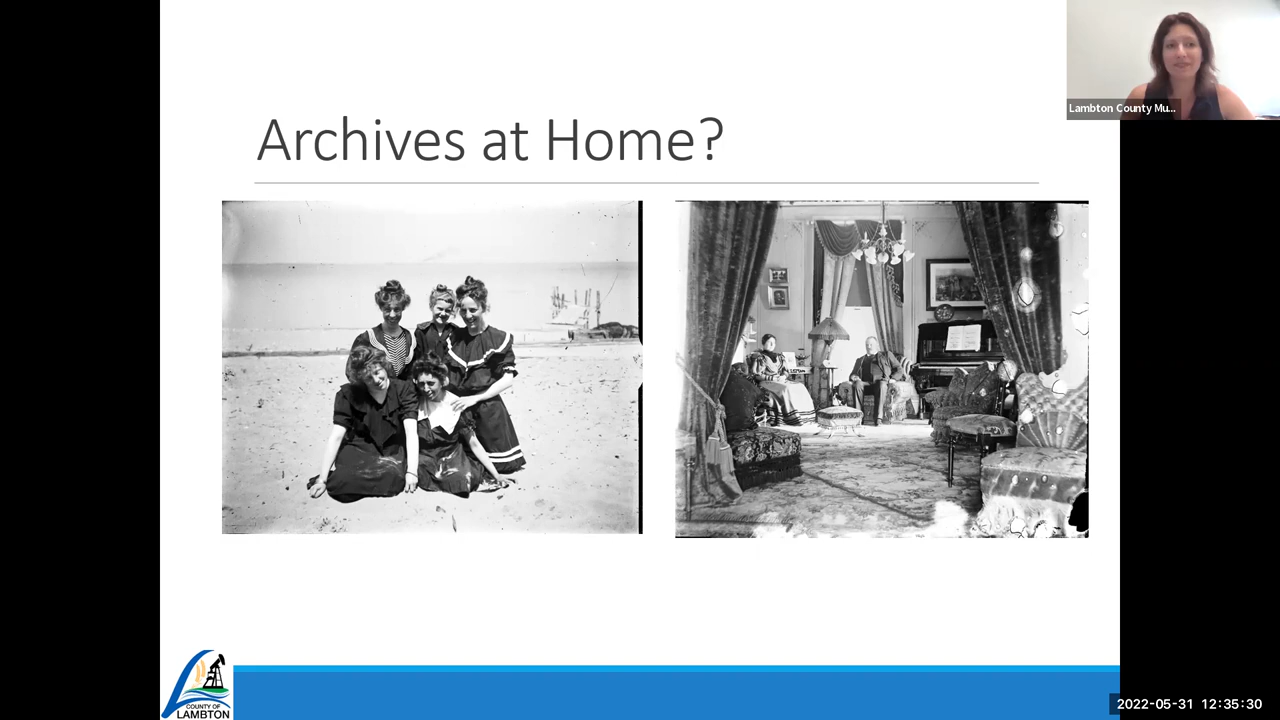 Lambton County Mu...
Archives at Home?
COUNTY OF
LAMBTON
2022-05-31 12:35:30